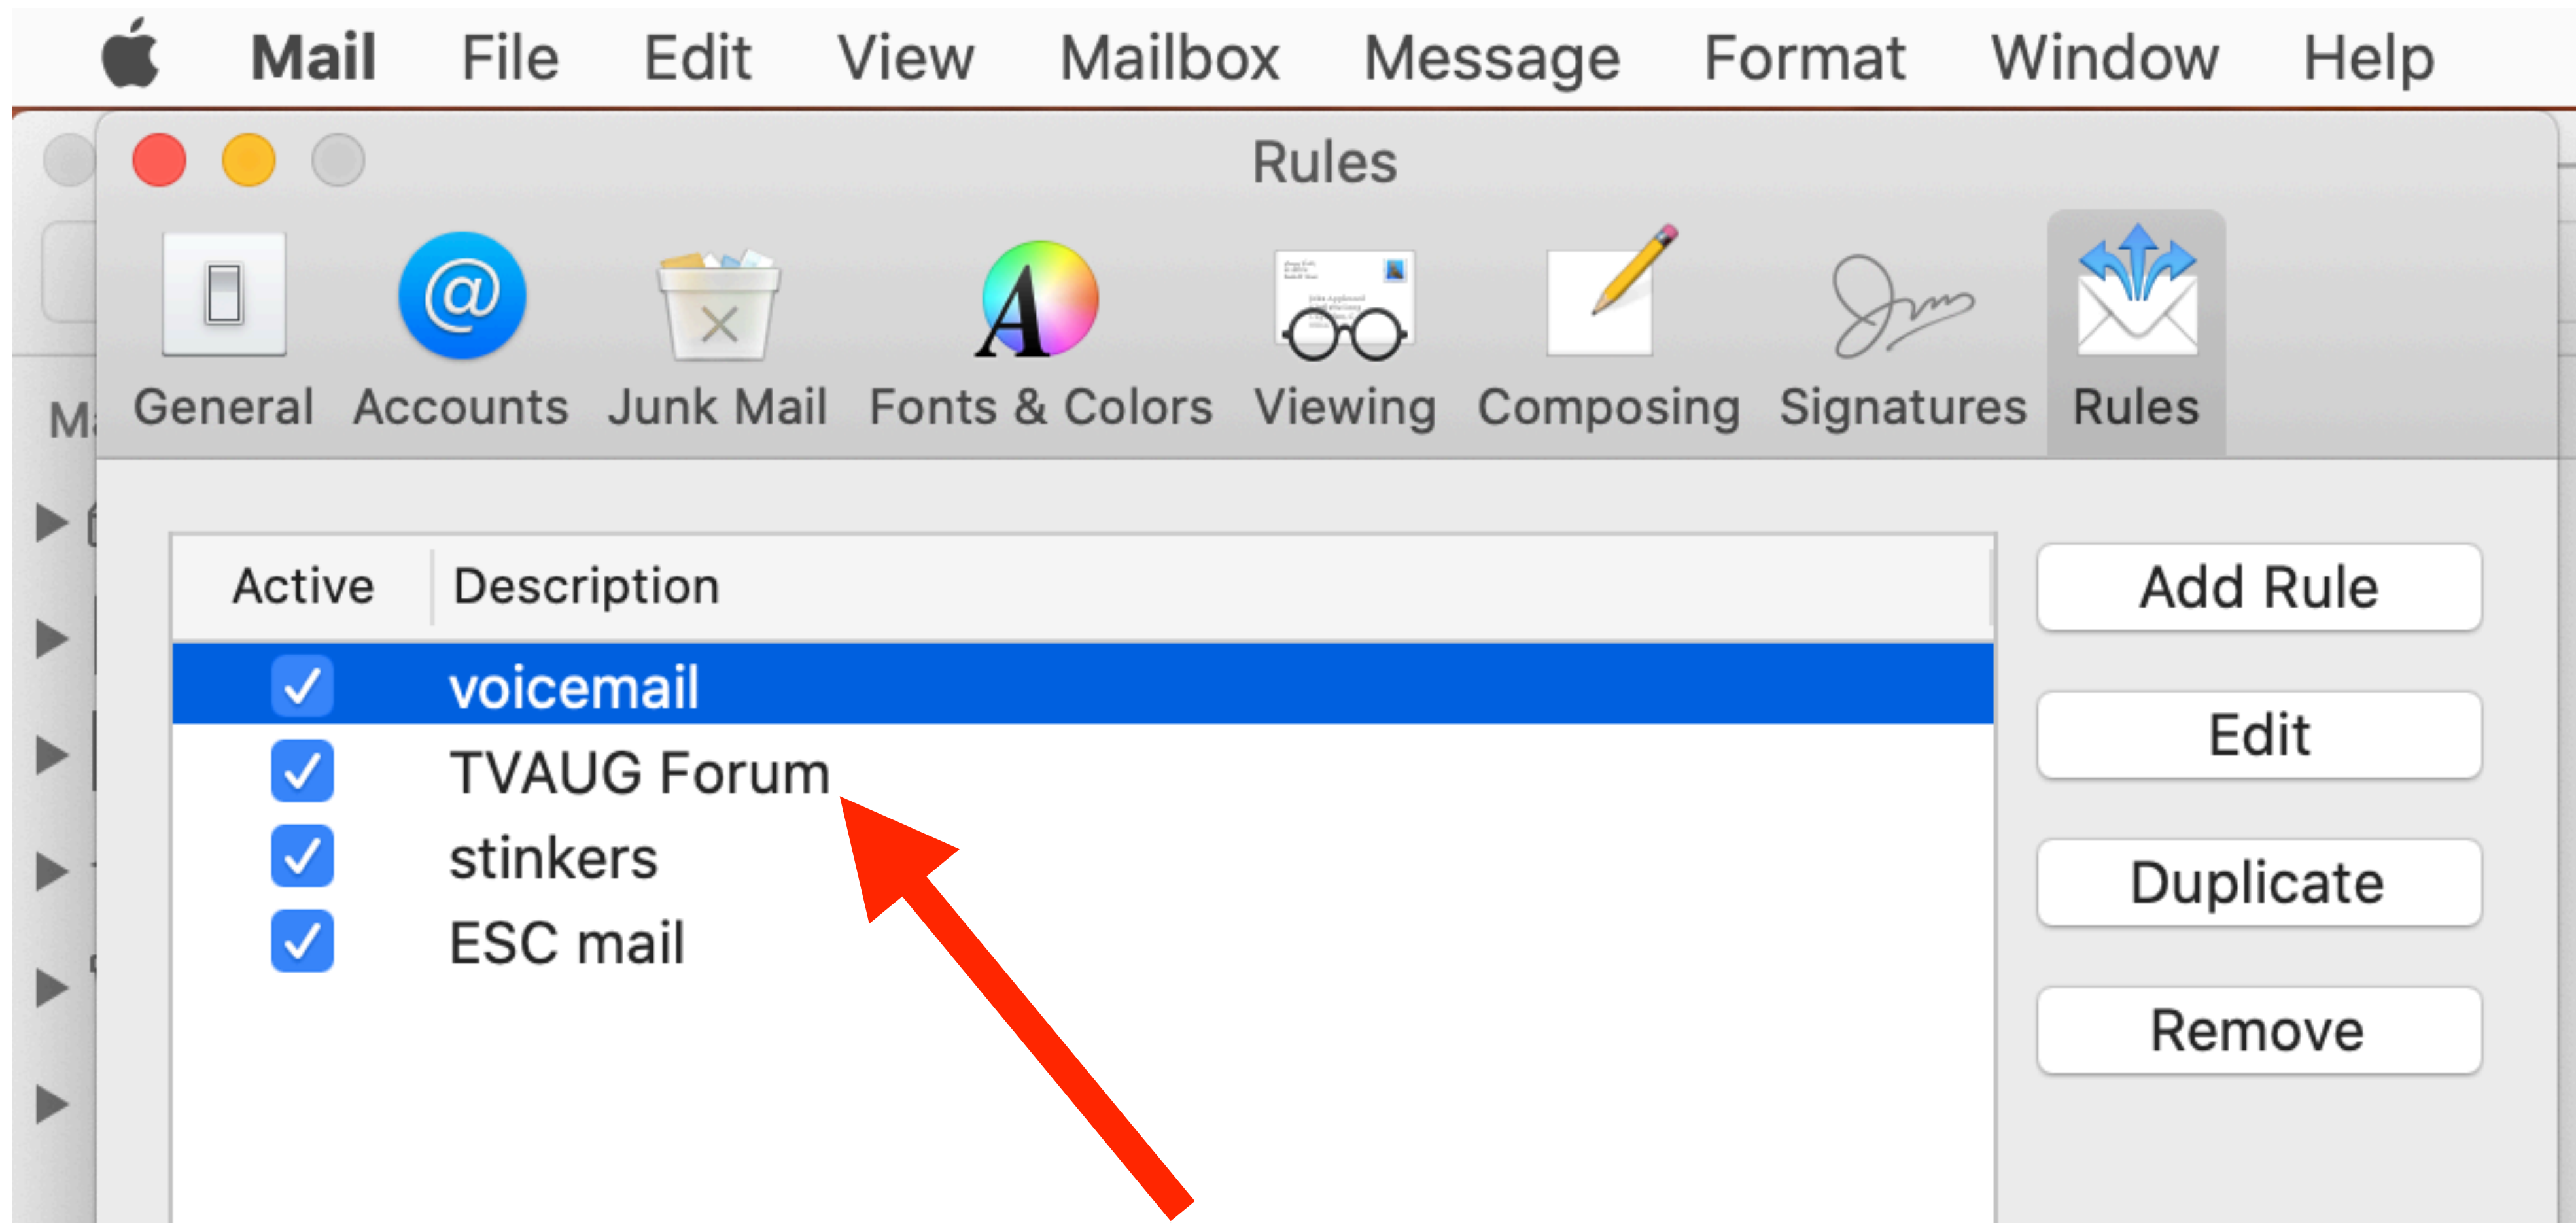 Mail File Edit View Mailbox Message Format Window Help
Rules
General Accounts Junk Mail Fonts & Colors Viewing Composing Signatures Rules
Active Description
Add Rule
voicemail
Edit
TVAUG Forum
stinkers
Duplicate
ESC mail
Remove